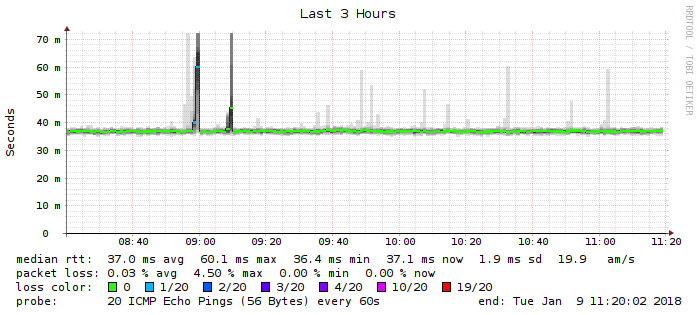 Last 3 Hours
RRDTOOL / TOBI OETIKER
Seconds
70 m
60 m
50 m
40 m
30 m
20 m
10 m
0
08:40 09:00 09:20 09:40 10:00 10:20 10:40 11:00 11:20
median rtt: 37.0 ms avg 60.1 ms max 36.4 ms min 37.1 ms now 1.9 ms sd 19.9 am/s
packet loss: 0.03 % avg 4.50 % max 0.00 % min 0.00 % now
loss color: 0 1/20 2/20 3/20 4/20 10/20 19/20
probe: 20 ICMP Echo Pings (56 Bytes) every 60s end: Tue Jan 9 11:20:02 2018